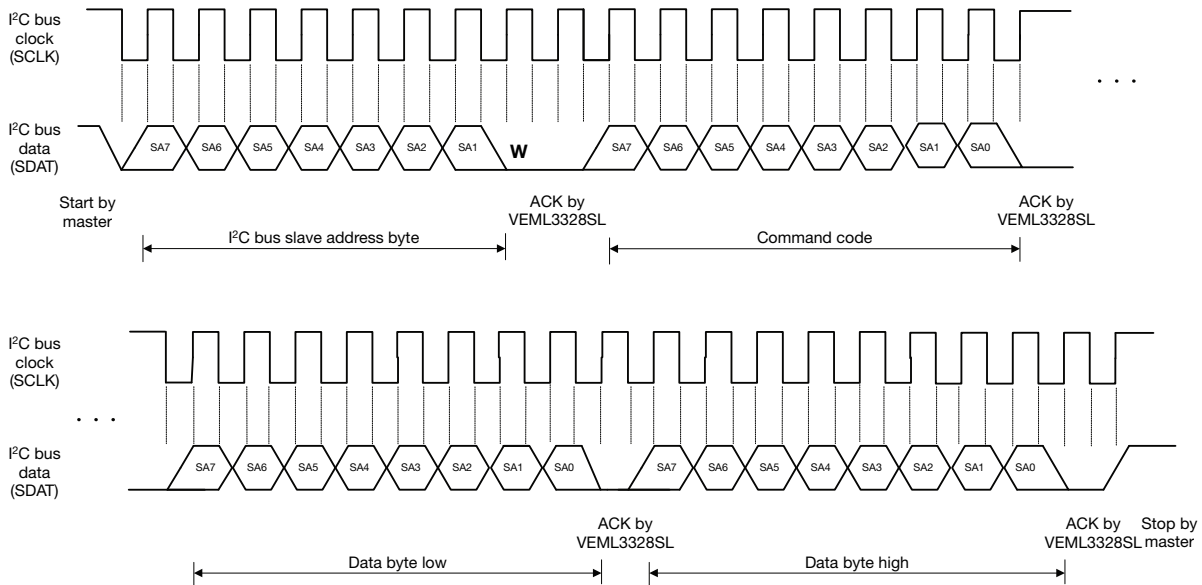 I²C bus
clock
(SCLK)
. . .
I²C bus
data
(SDAT)
SA7 SA6 SA5 SA4 SA3 SA2 SA1 W SA7 SA6 SA5 SA4 SA3 SA2 SA1 SA0
Start by
master
ACK by
VEML3328SL
ACK by
VEML3328SL
I²C bus slave address byte
Command code
I²C bus
clock
(SCLK)
. . .
I²C bus
data
(SDAT)
SA7 SA6 SA5 SA4 SA3 SA2 SA1 SA0 SA7 SA6 SA5 SA4 SA3 SA2 SA1 SA0
ACK by
VEML3328SL
ACK by
VEML3328SL
Stop by
master
Data byte low
Data byte high